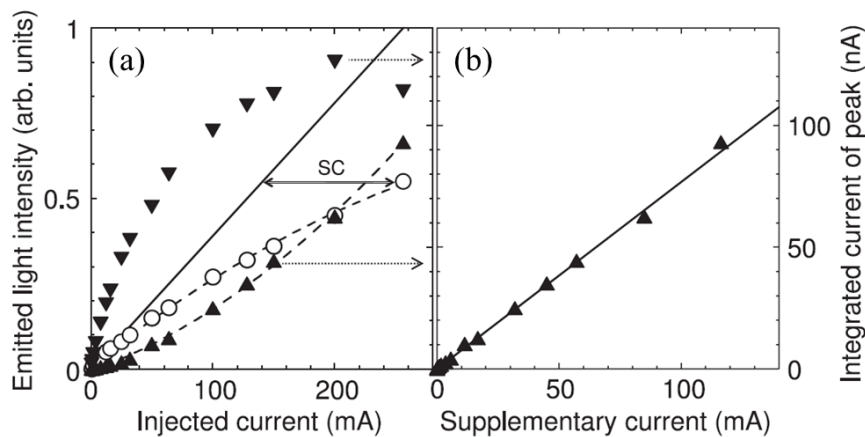 (a)
(b)
1
0.5
0
Emitted light intensity (arb. units)
SC
0
100
200
Injected current (mA)
0
50
100
Supplementary current (mA)
100
50
0
Integrated current of peak (nA)